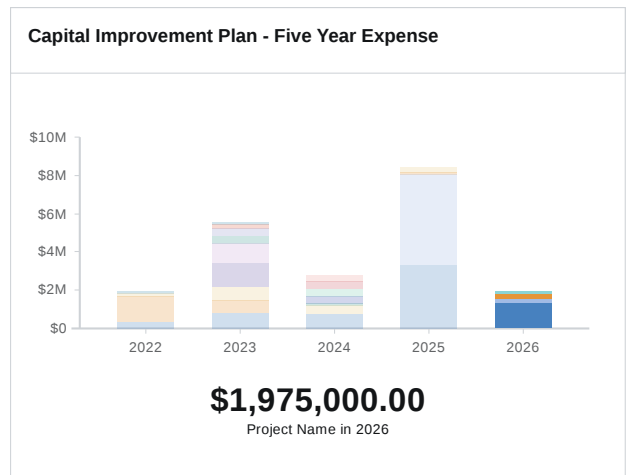 Capital Improvement Plan - Five Year Expense
$10M
$8M
$6M
$4M
$2M
$0
2022 2023 2024 2025 2026
$1,975,000.00
Project Name in 2026